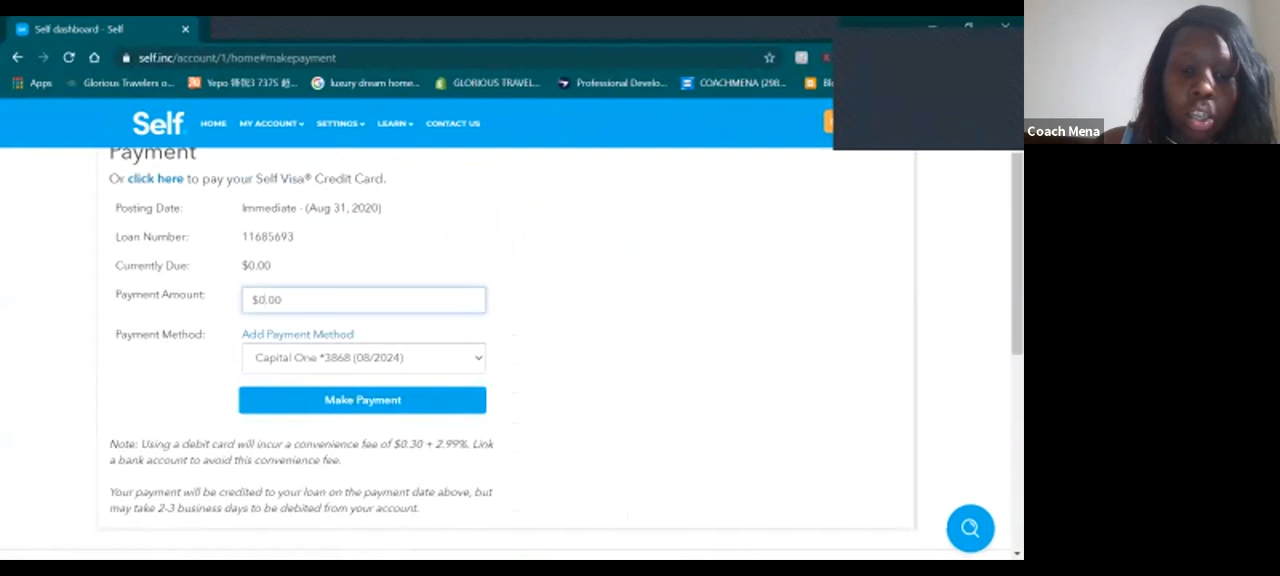 Self dashboard - Self
self.inc/account/1/home#makepayment
Apps
Glorious Travelers o...
luxury dream home...
GLORIOUS TRAVEL...
Professional Develo...
COACHMENA (298...
Self.
HOME
MY ACCOUNT
SETTINGS
LEARN
CONTACT US
Coach Mena
Payment
Or click here to pay your Self Visa® Credit Card.
Posting Date: Immediate - (Aug 31, 2020)
Loan Number: 11685693
Currently Due: $0.00
Payment Amount: $0.00
Payment Method: Add Payment Method
Capital One *3868 (08/2024)
Make Payment
Note: Using a debit card will incur a convenience fee of $0.30 + 2.99%. Link
a bank account to avoid this convenience fee.
Your payment will be credited to your loan on the payment date above, but
may take 2-3 business days to be debited from your account.